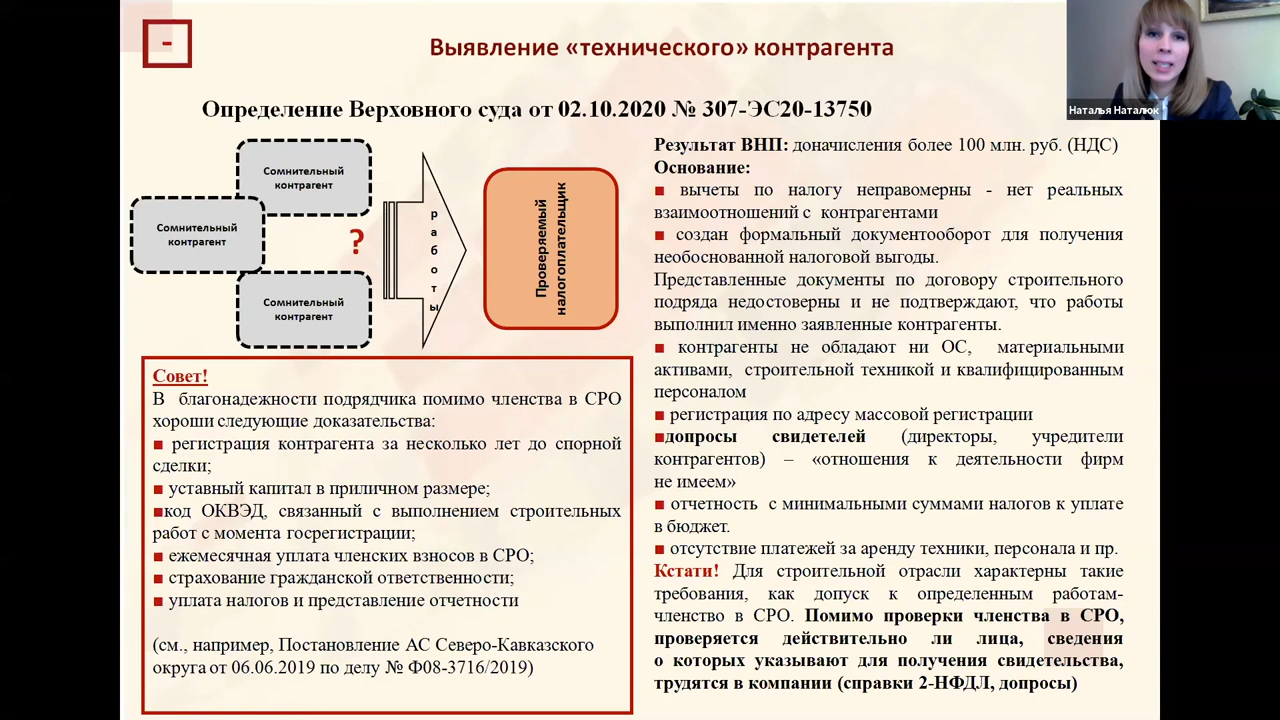 -
Выявление «технического» контрагента
Наталья Наталюк
Определение Верховного суда от 02.10.2020 № 307-ЭС20-13750
Сомнительный
контрагент
Сомнительный
контрагент
?
Сомнительный
контрагент
работы
Проверяемый
налогоплательщик
Совет!
В благонадежности подрядчика помимо членства в СРО
хороши следующие доказательства:
■ регистрация контрагента за несколько лет до спорной
сделки;
■ уставный капитал в приличном размере;
■код ОКВЭД, связанный с выполнением строительных
работ с момента госрегистрации;
■ ежемесячная уплата членских взносов в СРО;
■ страхование гражданской ответственности;
■ уплата налогов и представление отчетности
(см., например, Постановление АС Северо-Кавказского
округа от 06.06.2019 по делу № Ф08-3716/2019)
Результат ВНП: доначисления более 100 млн. руб. (НДС)
Основание:
■ вычеты по налогу неправомерны - нет реальных
взаимоотношений с контрагентами
■ создан формальный документооборот для получения
необоснованной налоговой выгоды.
Представленные документы по договору строительного
подряда недостоверны и не подтверждают, что работы
выполнил именно заявленные контрагенты.
■ контрагенты не обладают ни ОС, материальными
активами, строительной техникой и квалифицированным
персоналом
■ регистрация по адресу массовой регистрации
■допросы свидетелей (директоры, учредители
контрагентов) – «отношения к деятельности фирм
не имеем»
■ отчетность с минимальными суммами налогов к уплате
в бюджет.
■ отсутствие платежей за аренду техники, персонала и пр.
Кстати! Для строительной отрасли характерны такие
требования, как допуск к определенным работам-
членство в СРО. Помимо проверки членства в СРО,
проверяется действительно ли лица, сведения
о которых указывают для получения свидетельства,
трудятся в компании (справки 2-НФДЛ, допросы)